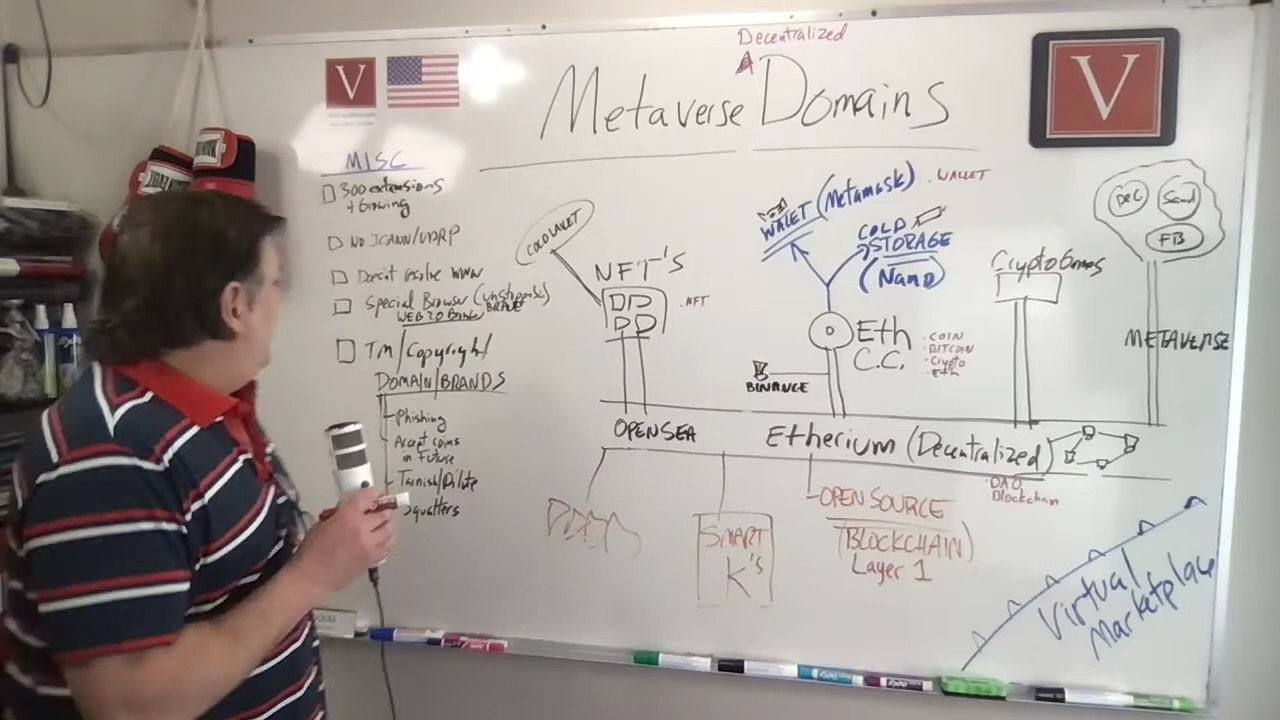 Decentralized
Metaverse Domains
V
V
MISC
300 extensions
+ Growing
NO ICANN/UDRP
Doesn't resolve WWW
Special Browser (unstoppable)
WEB 3.0 Browser BRAVE
TM/Copyright
DOMAIN/BRANDS
Phishing
Accept coins
in Future
Tarnish/Dilute
squatters
COLD WALLET
NFT'S
.NFT
WALLET (Metamask)
.WALLET
COLD
STORAGE
(Nano)
Eth
C.C.
.COIN
.BITCOIN
.Crypto
.Eth
BINANCE
Dec
Sand
FB
METAVERSE
OPENSEA
Etherium (Decentralized)
.DAO
Blockchain
SMART
K's
OPEN SOURCE
(BLOCKCHAIN)
Layer 1
Virtual
Marketplace